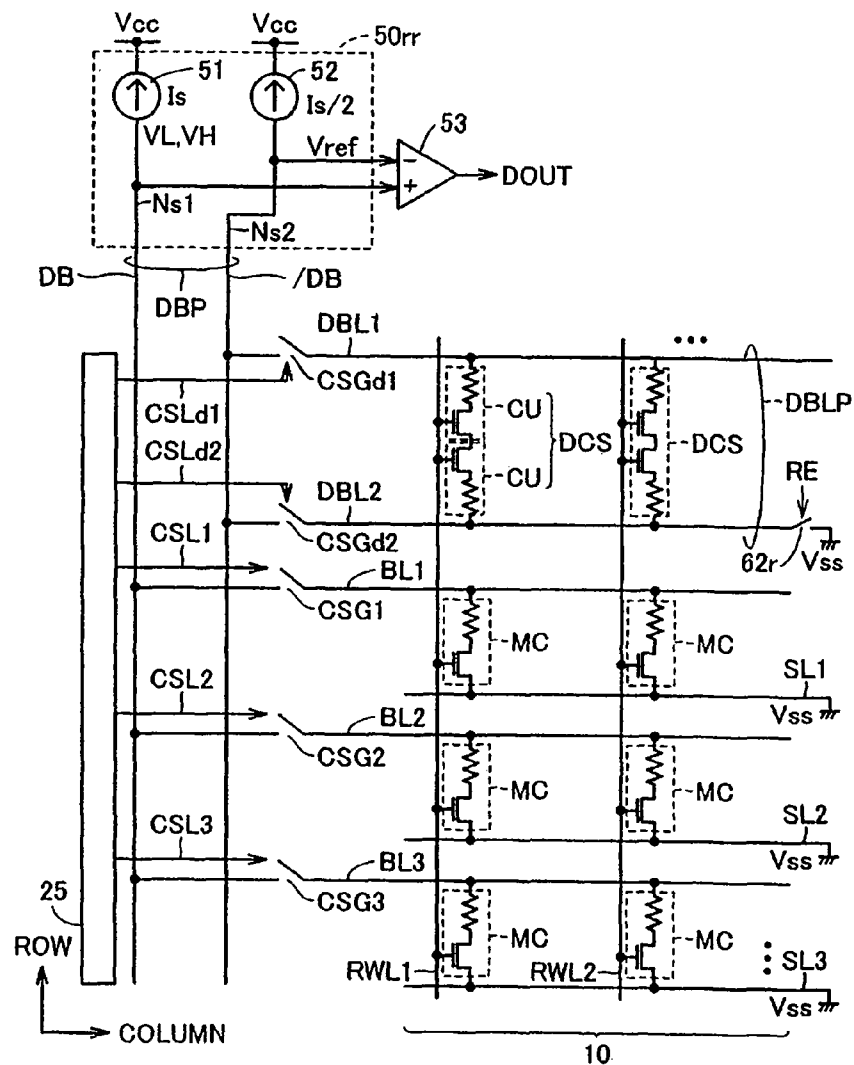 Vcc Vcc 50rr
51 52
Is Is/2 53
VL,VH
Vref
- DOUT
+
Ns1
Ns2
DB /DB
DBP
DBL1 •••
CSGd1 CU DBLP
CSLd1 DCS DCS
CSLd2 CU RE
DBL2
CSGd2 62r Vss
CSL1
BL1
CSG1 MC MC
SL1
CSL2 Vss
BL2
CSG2 MC MC
SL2
CSL3 Vss
BL3
25 CSG3
MC MC
ROW RWL1 RWL2 SL3
Vss
COLUMN
10